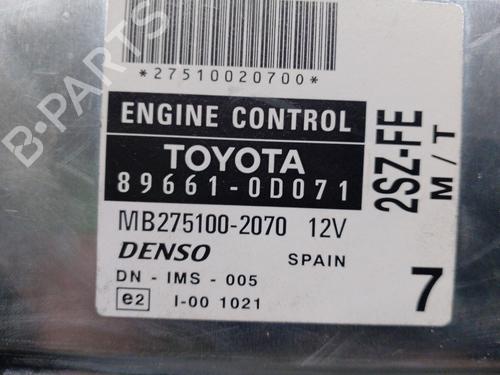 *27510020700*
ENGINE CONTROL
TOYOTA
89661-0D071
MB275100-2070 12V
DENSO SPAIN
DN - IMS - 005
e2 I-00 1021
2SZ-FE
M/T
7
B-PARTS